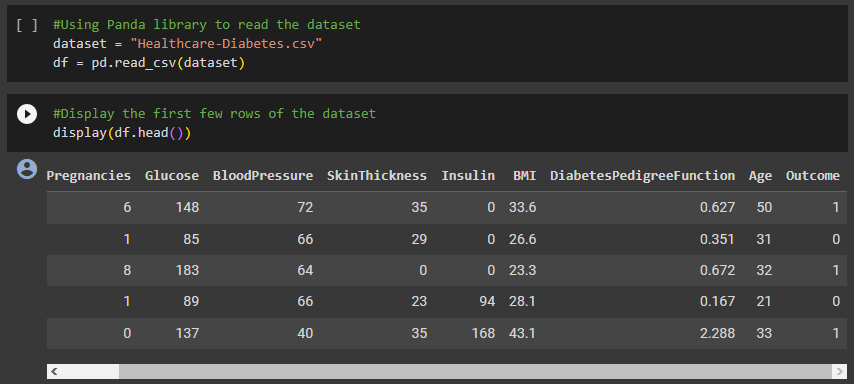 [ ] #Using Panda library to read the dataset
dataset = "Healthcare-Diabetes.csv"
df = pd.read_csv(dataset)
#Display the first few rows of the dataset
display(df.head())
Pregnancies Glucose BloodPressure SkinThickness Insulin BMI DiabetesPedigreeFunction Age Outcome
6 148 72 35 0 33.6 0.627 50 1
1 85 66 29 0 26.6 0.351 31 0
8 183 64 0 0 23.3 0.672 32 1
1 89 66 23 94 28.1 0.167 21 0
0 137 40 35 168 43.1 2.288 33 1